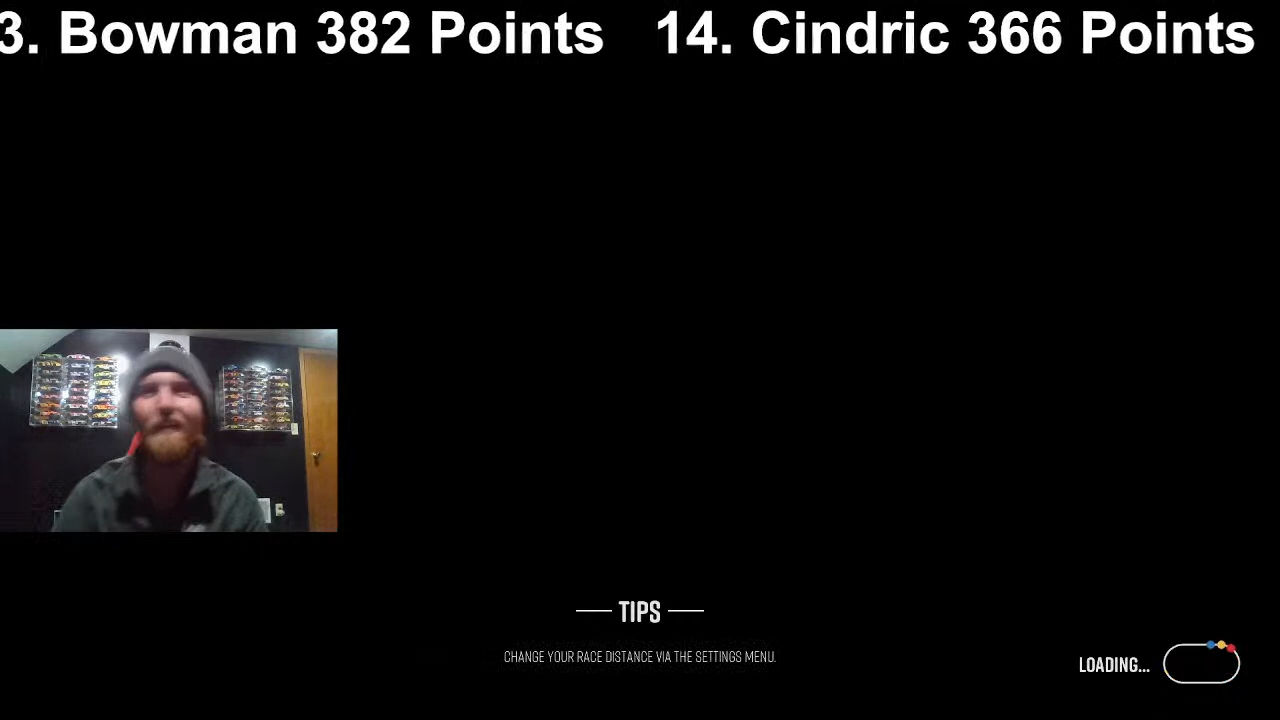 3. Bowman 382 Points 14. Cindric 366 Points
TIPS
CHANGE YOUR RACE DISTANCE VIA THE SETTINGS MENU.
LOADING...